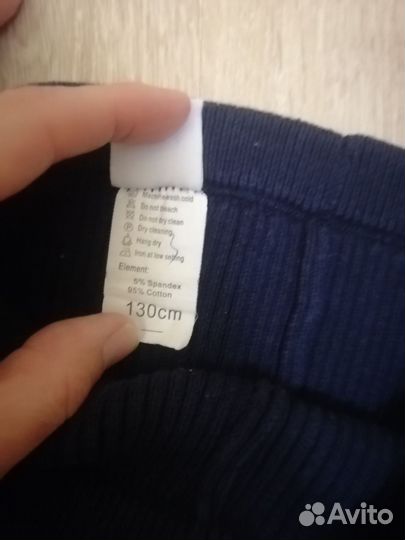 Machine wash cold
Do not bleach
Do not dry clean
Dry cleaning
Hang dry
Iron at low setting
Element:
5% Spandex
95% Cotton
130cm
Avito